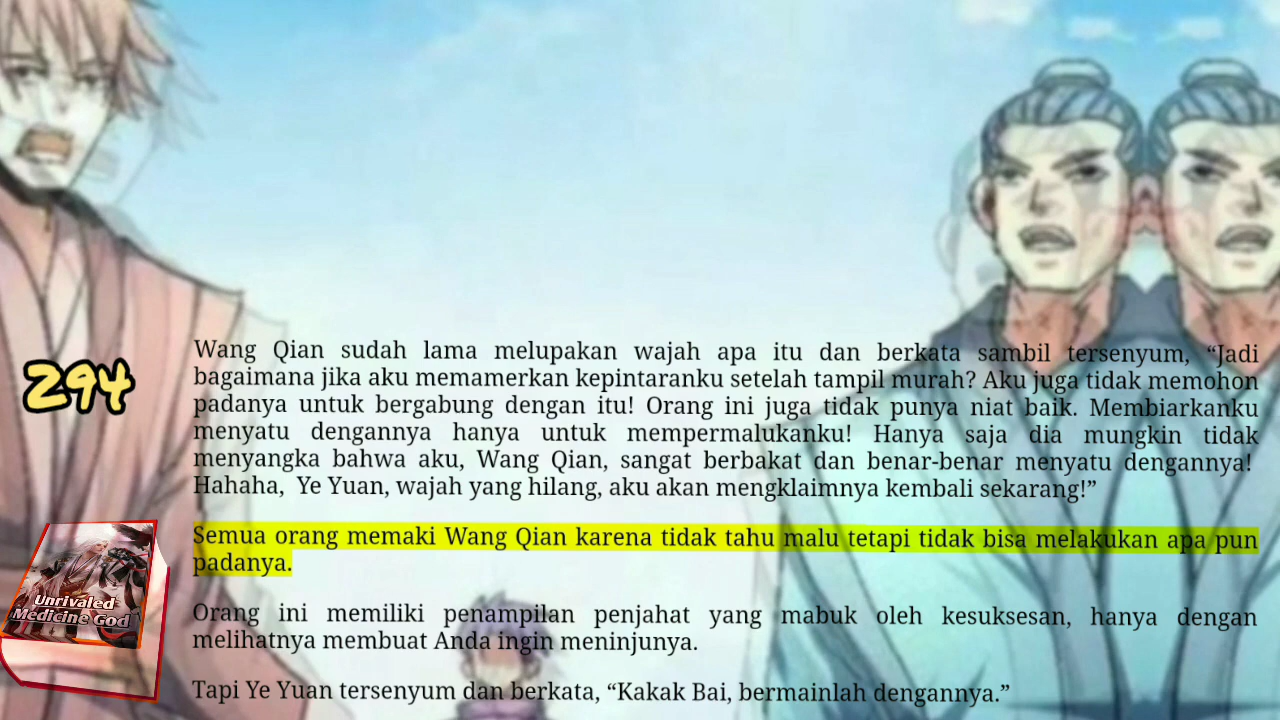 Wang Qian sudah lama melupakan wajah apa itu dan berkata sambil tersenyum, “Jadi
bagaimana jika aku memamerkan kepintaranku setelah tampil murah? Aku juga tidak memohon
padanya untuk bergabung dengan itu! Orang ini juga tidak punya niat baik. Membiarkanku
menyatu dengannya hanya untuk mempermalukanku! Hanya saja dia mungkin tidak
menyangka bahwa aku, Wang Qian, sangat berbakat dan benar-benar menyatu dengannya!
Hahaha, Ye Yuan, wajah yang hilang, aku akan mengklaimnya kembali sekarang!”
294
Semua orang memaki Wang Qian karena tidak tahu malu tetapi tidak bisa melakukan apa pun
padanya.
Orang ini memiliki penampilan penjahat yang mabuk oleh kesuksesan, hanya dengan
melihatnya membuat Anda ingin meninjunya.
Tapi Ye Yuan tersenyum dan berkata, “Kakak Bai, bermainlah dengannya.”
Unrivaled
Medicine God